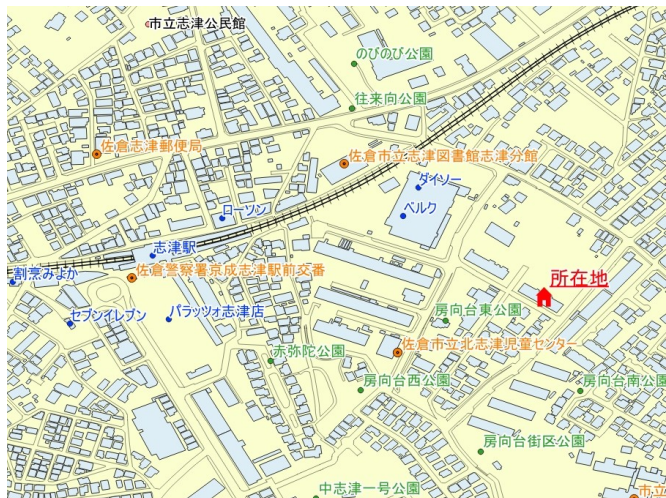 市立志津公民館
のびのび公園
往来向公園
佐倉志津郵便局
佐倉市立志津図書館志津分館
ダイソー
ベルク
ローソン
志津駅
佐倉警察署京成志津駅前交番
割烹みよか
所在地
セブンイレブン
パラッツォ志津店
房向台東公園
赤弥陀公園
佐倉市立北志津児童センター
房向台西公園
房向台南公園
房向台街区公園
中志津一号公園
市立